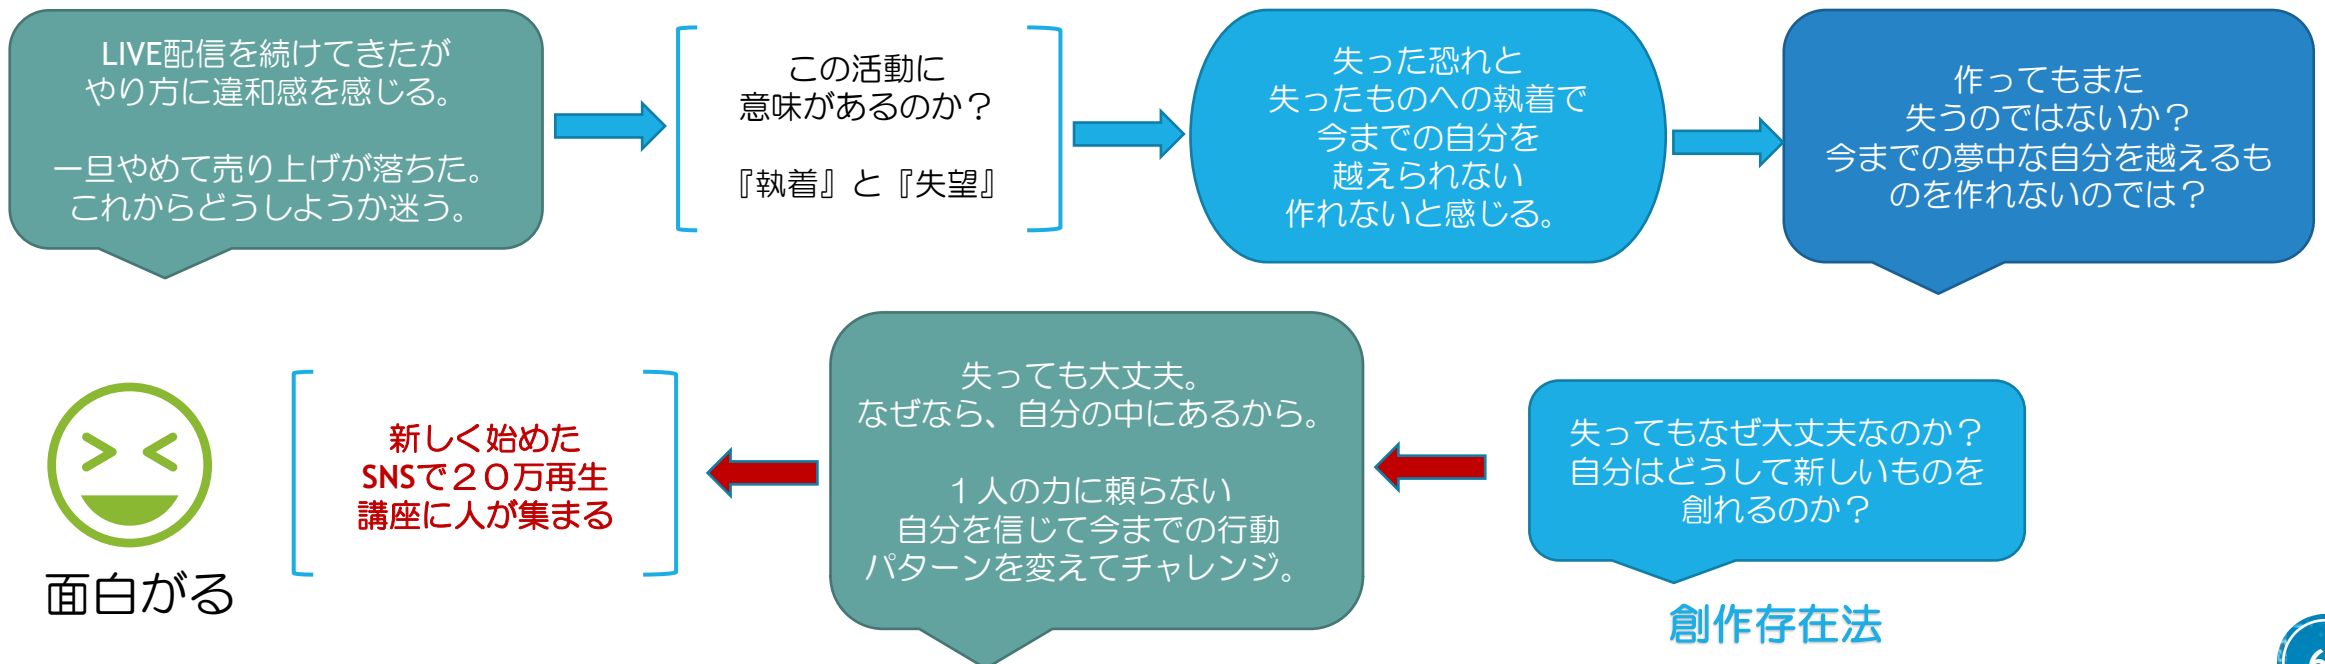 LIVE配信を続けてきたが
やり方に違和感を感じる。
一旦やめて売り上げが落ちた。
これからどうしようか迷う。
この活動に
意味があるのか？
『執着』と『失望』
失った恐れと
失ったものへの執着で
今までの自分を
越えられない
作れないと感じる。
作ってもまた
失うのではないか？
今までの夢中な自分を越えるも
のを作れないのでは？
失ってもなぜ大丈夫なのか？
自分はどうして新しいものを
創れるのか？
創作存在法
失っても大丈夫。
なぜなら、自分の中にあるから。
１人の力に頼らない
自分を信じて今までの行動
パターンを変えてチャレンジ。
新しく始めた
SNSで２０万再生
講座に人が集まる
面白がる